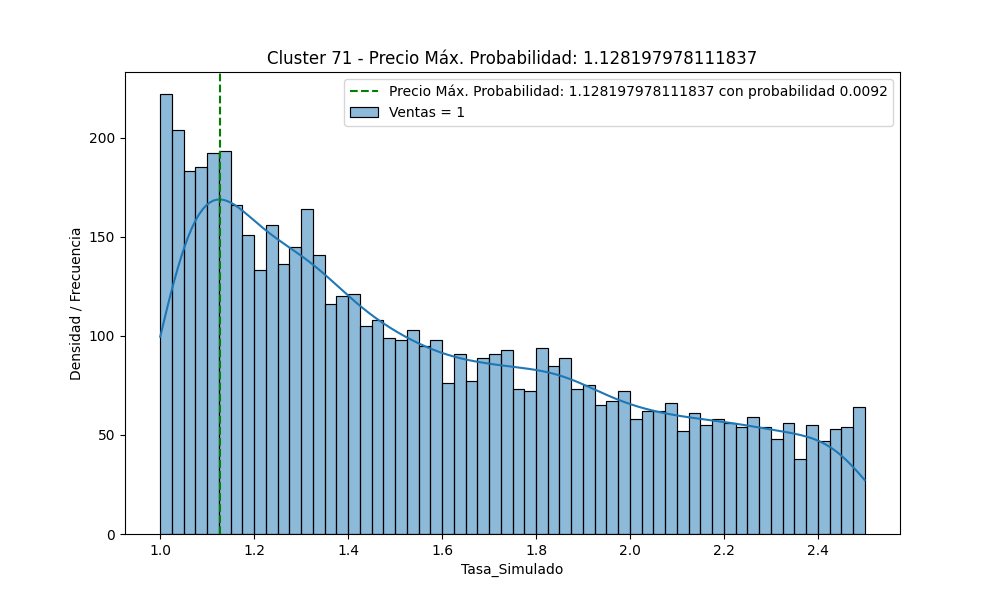 Cluster 71 - Precio Máx. Probabilidad: 1.128197978111837
Precio Máx. Probabilidad: 1.128197978111837 con probabilidad 0.0092
Ventas = 1
Densidad / Frecuencia
200
150
100
50
0
1.0 1.2 1.4 1.6 1.8 2.0 2.2 2.4
Tasa_Simulado